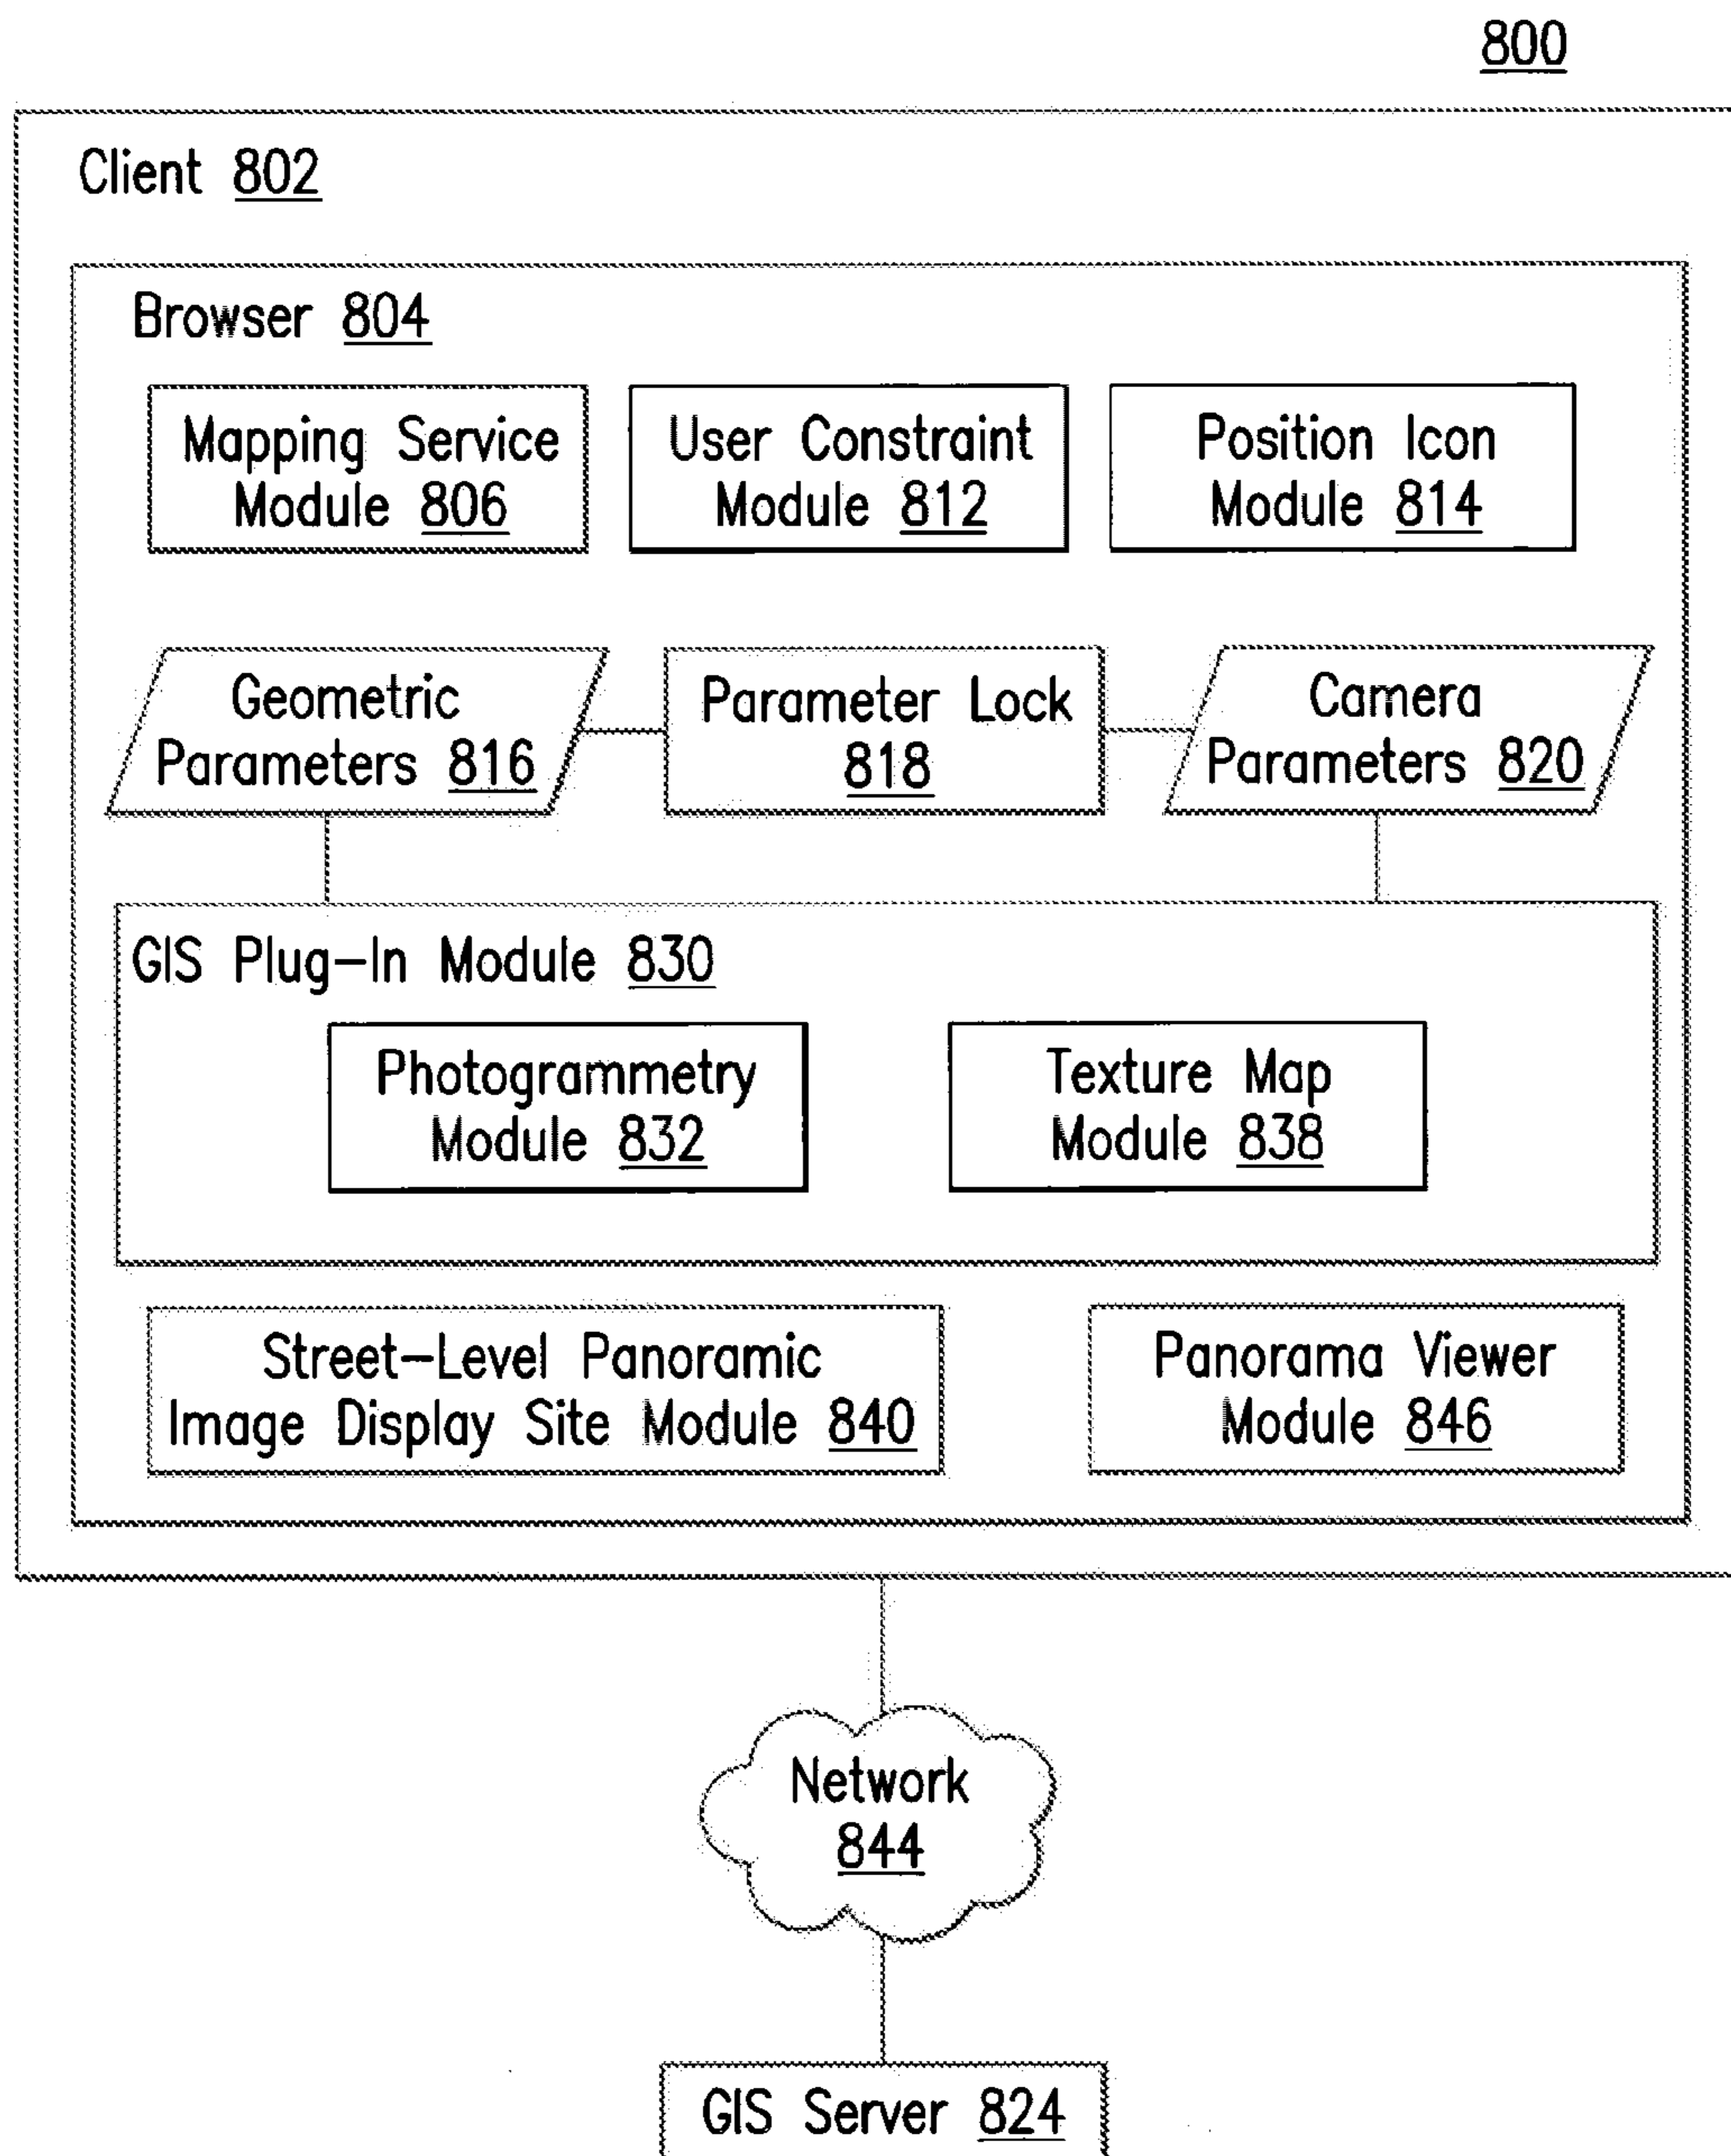 800
Client 802
Browser 804
Mapping Service
Module 806
User Constraint
Module 812
Position Icon
Module 814
Geometric
Parameters 816
Parameter Lock
818
Camera
Parameters 820
GIS Plug-In Module 830
Photogrammetry
Module 832
Texture Map
Module 838
Street-Level Panoramic
Image Display Site Module 840
Panorama Viewer
Module 846
Network
844
GIS Server 824